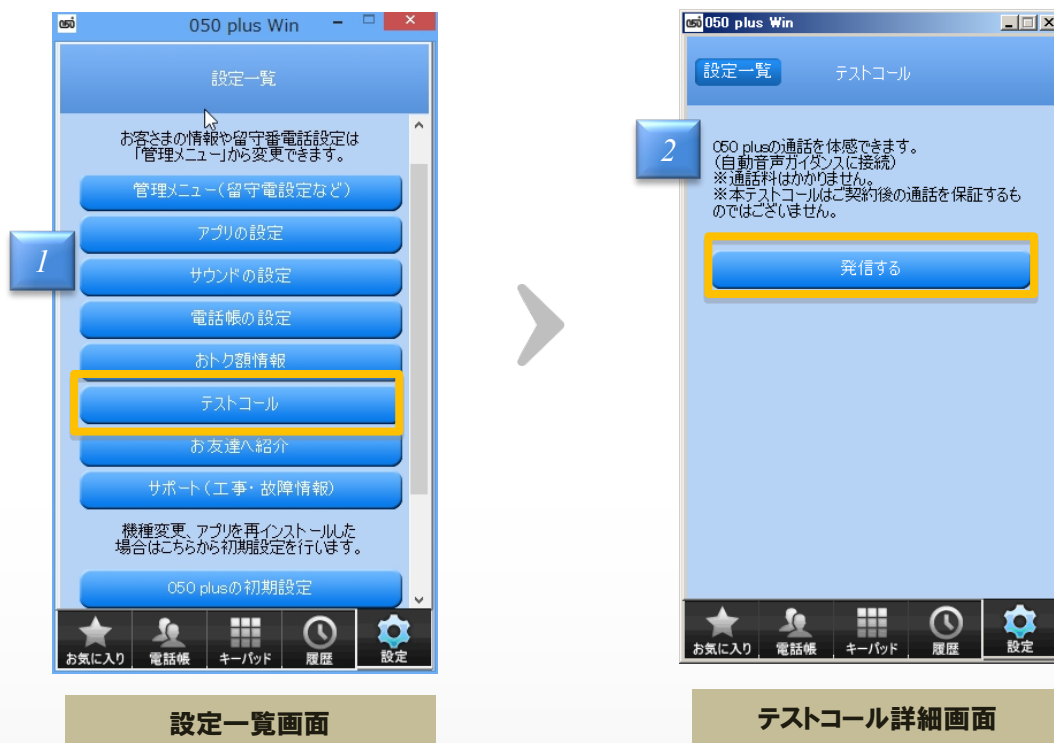 050 plus Win
設定一覧
お客さまの情報や留守番電話設定は
「管理メニュー」から変更できます。
管理メニュー(留守電設定など)
1
アプリの設定
サウンドの設定
電話帳の設定
おトク額情報
テストコール
お友達へ紹介
サポート(工事・故障情報)
機種変更、アプリを再インストールした
場合はこちらから初期設定を行います。
050 plusの初期設定
お気に入り 電話帳 キーパッド 履歴 設定
設定一覧画面
050 plus Win
設定一覧 テストコール
2
050 plusの通話を体感できます。
(自動音声ガイダンスに接続)
※通話料はかかりません。
※本テストコールはご契約後の通話を保証するも
のではございません。
発信する
お気に入り 電話帳 キーパッド 履歴 設定
テストコール詳細画面